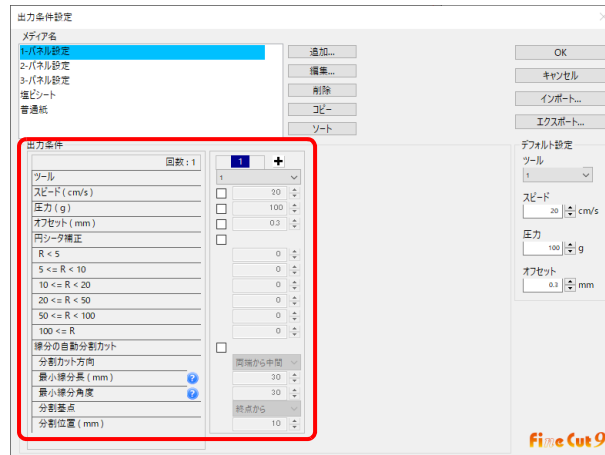 出力条件設定
メディア名
1-パネル設定
2-パネル設定
3-パネル設定
塩ビシート
普通紙
追加...
編集...
削除
コピー
ソート
OK
キャンセル
インポート...
エクスポート...
出力条件
回数 : 1
1
ツール
1
スピード ( cm/s )
20
圧力 ( g )
100
オフセット ( mm )
0.3
円シータ補正
R < 5
0
5 <= R < 10
0
10 <= R < 20
0
20 <= R < 50
0
50 <= R < 100
0
100 <= R
0
線分の自動分割カット
分割カット方向
両端から中間
最小線分長 ( mm )
?
30
最小線分角度
?
30
分割基点
終点から
分割位置 ( mm )
10
デフォルト設定
ツール
1
スピード
20
cm/s
圧力
100
g
オフセット
0.3
mm
FineCut9